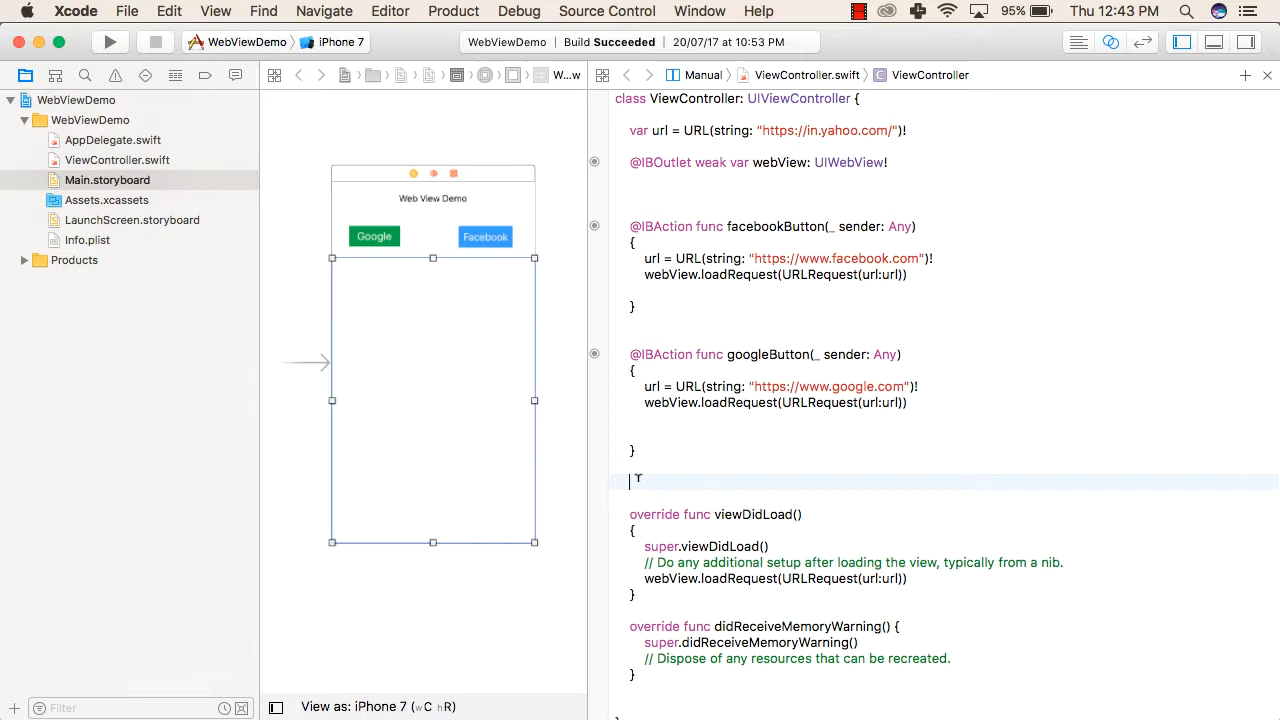 Xcode File Edit View Find Navigate Editor Product Debug Source Control Window Help 95% Thu 12:43 PM
WebViewDemo iPhone 7 WebViewDemo Build Succeeded 20/07/17 at 10:53 PM
W...w Manual ViewController.swift C ViewController
WebViewDemo
WebViewDemo
AppDelegate.swift
ViewController.swift
Main.storyboard
Assets.xcassets
LaunchScreen.storyboard
Info.plist
Products
Filter
Web View Demo
Google Facebook
View as: iPhone 7 (wC hR)
class ViewController: UIViewController {
var url = URL(string: "https://in.yahoo.com/")!
@IBOutlet weak var webView: UIWebView!
@IBAction func facebookButton(_ sender: Any)
{
url = URL(string: "https://www.facebook.com")!
webView.loadRequest(URLRequest(url:url))
}
@IBAction func googleButton(_ sender: Any)
{
url = URL(string: "https://www.google.com")!
webView.loadRequest(URLRequest(url:url))
}
override func viewDidLoad()
{
super.viewDidLoad()
// Do any additional setup after loading the view, typically from a nib.
webView.loadRequest(URLRequest(url:url))
}
override func didReceiveMemoryWarning() {
super.didReceiveMemoryWarning()
// Dispose of any resources that can be recreated.
}